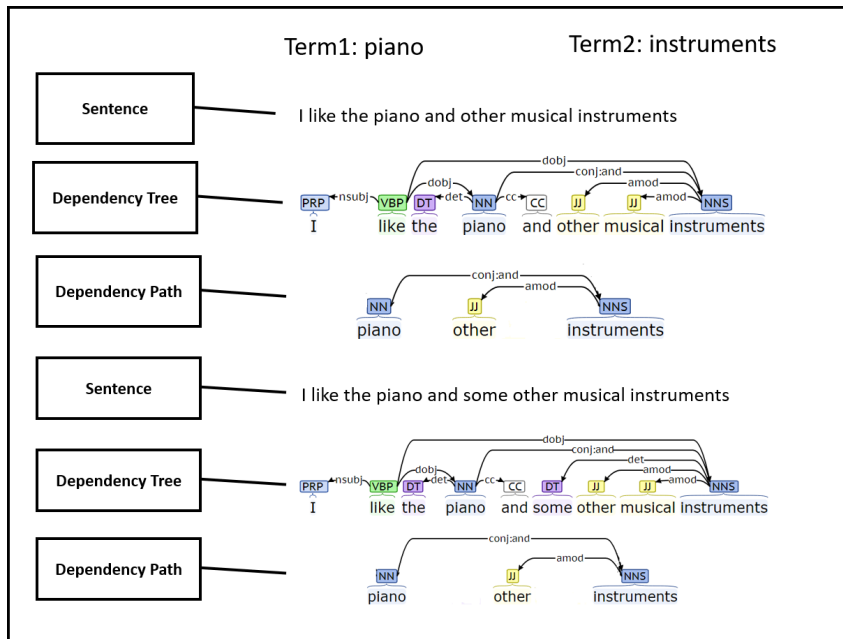 Term1: piano Term2: instruments
Sentence
I like the piano and other musical instruments
Dependency Tree
dobj
conj:and
dobj amod
nsubj det cc amod
PRP VBP DT NN CC JJ JJ NNS
I like the piano and other musical instruments
Dependency Path
conj:and
amod
NN JJ NNS
piano other instruments
Sentence
I like the piano and some other musical instruments
Dependency Tree
dobj
conj:and
det
dobj amod
nsubj det cc amod
PRP VBP DT NN CC DT JJ JJ NNS
I like the piano and some other musical instruments
Dependency Path
conj:and
amod
NN JJ NNS
piano other instruments